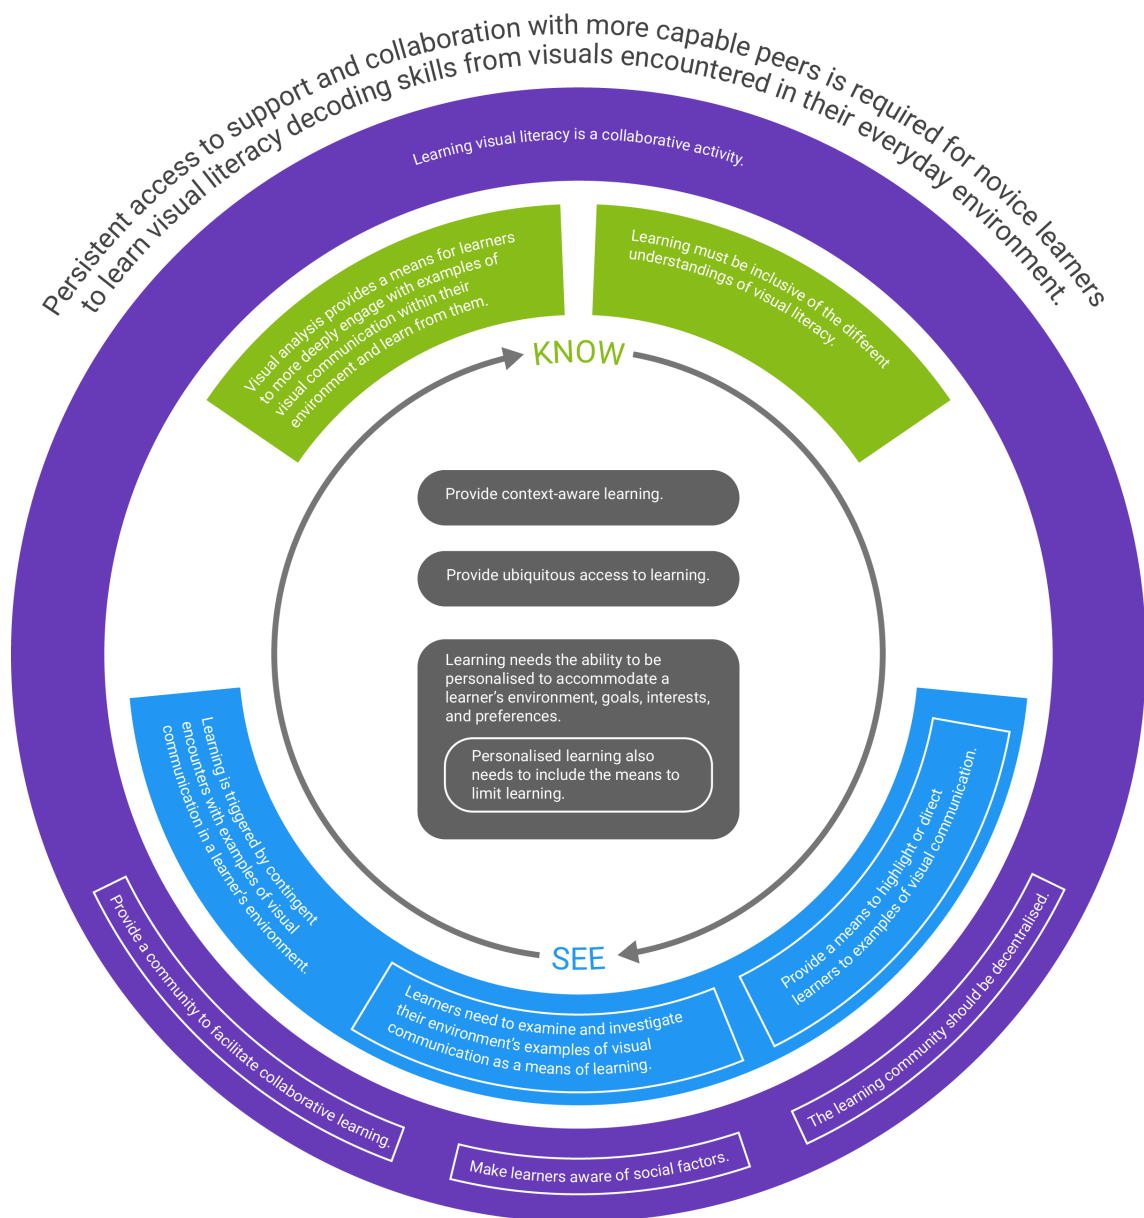 Persistent access to support and collaboration with more capable peers is required for novice learners
to learn visual literacy decoding skills from visuals encountered in their everyday environment.
Learning visual literacy is a collaborative activity.
Visual analysis provides a means for learners
to more deeply engage with examples of
visual communication within their
environment and learn from them.
Learning must be inclusive of the different
understandings of visual literacy.
KNOW
Provide context-aware learning.
Provide ubiquitous access to learning.
Learning needs the ability to be
personalised to accommodate a
learner's environment, goals, interests,
and preferences.
Personalised learning also
needs to include the means to
limit learning.
SEE
Learning is triggered by contingent
encounters with examples of visual
communication in a learner's environment.
Learners need to examine and investigate
their environment's examples of visual
communication as a means of learning.
Provide a means to highlight or direct
learners to examples of visual communication.
Provide a community to facilitate collaborative learning.
Make learners aware of social factors.
The learning community should be decentralised.